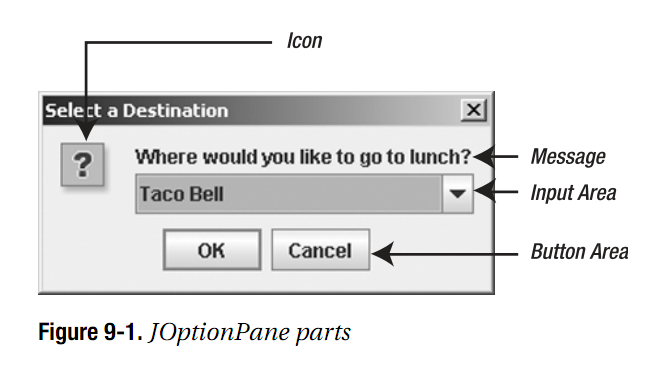 Icon
Select a Destination
?
Where would you like to go to lunch?
Message
Taco Bell
Input Area
OK
Cancel
Button Area
Figure 9-1. JOptionPane parts